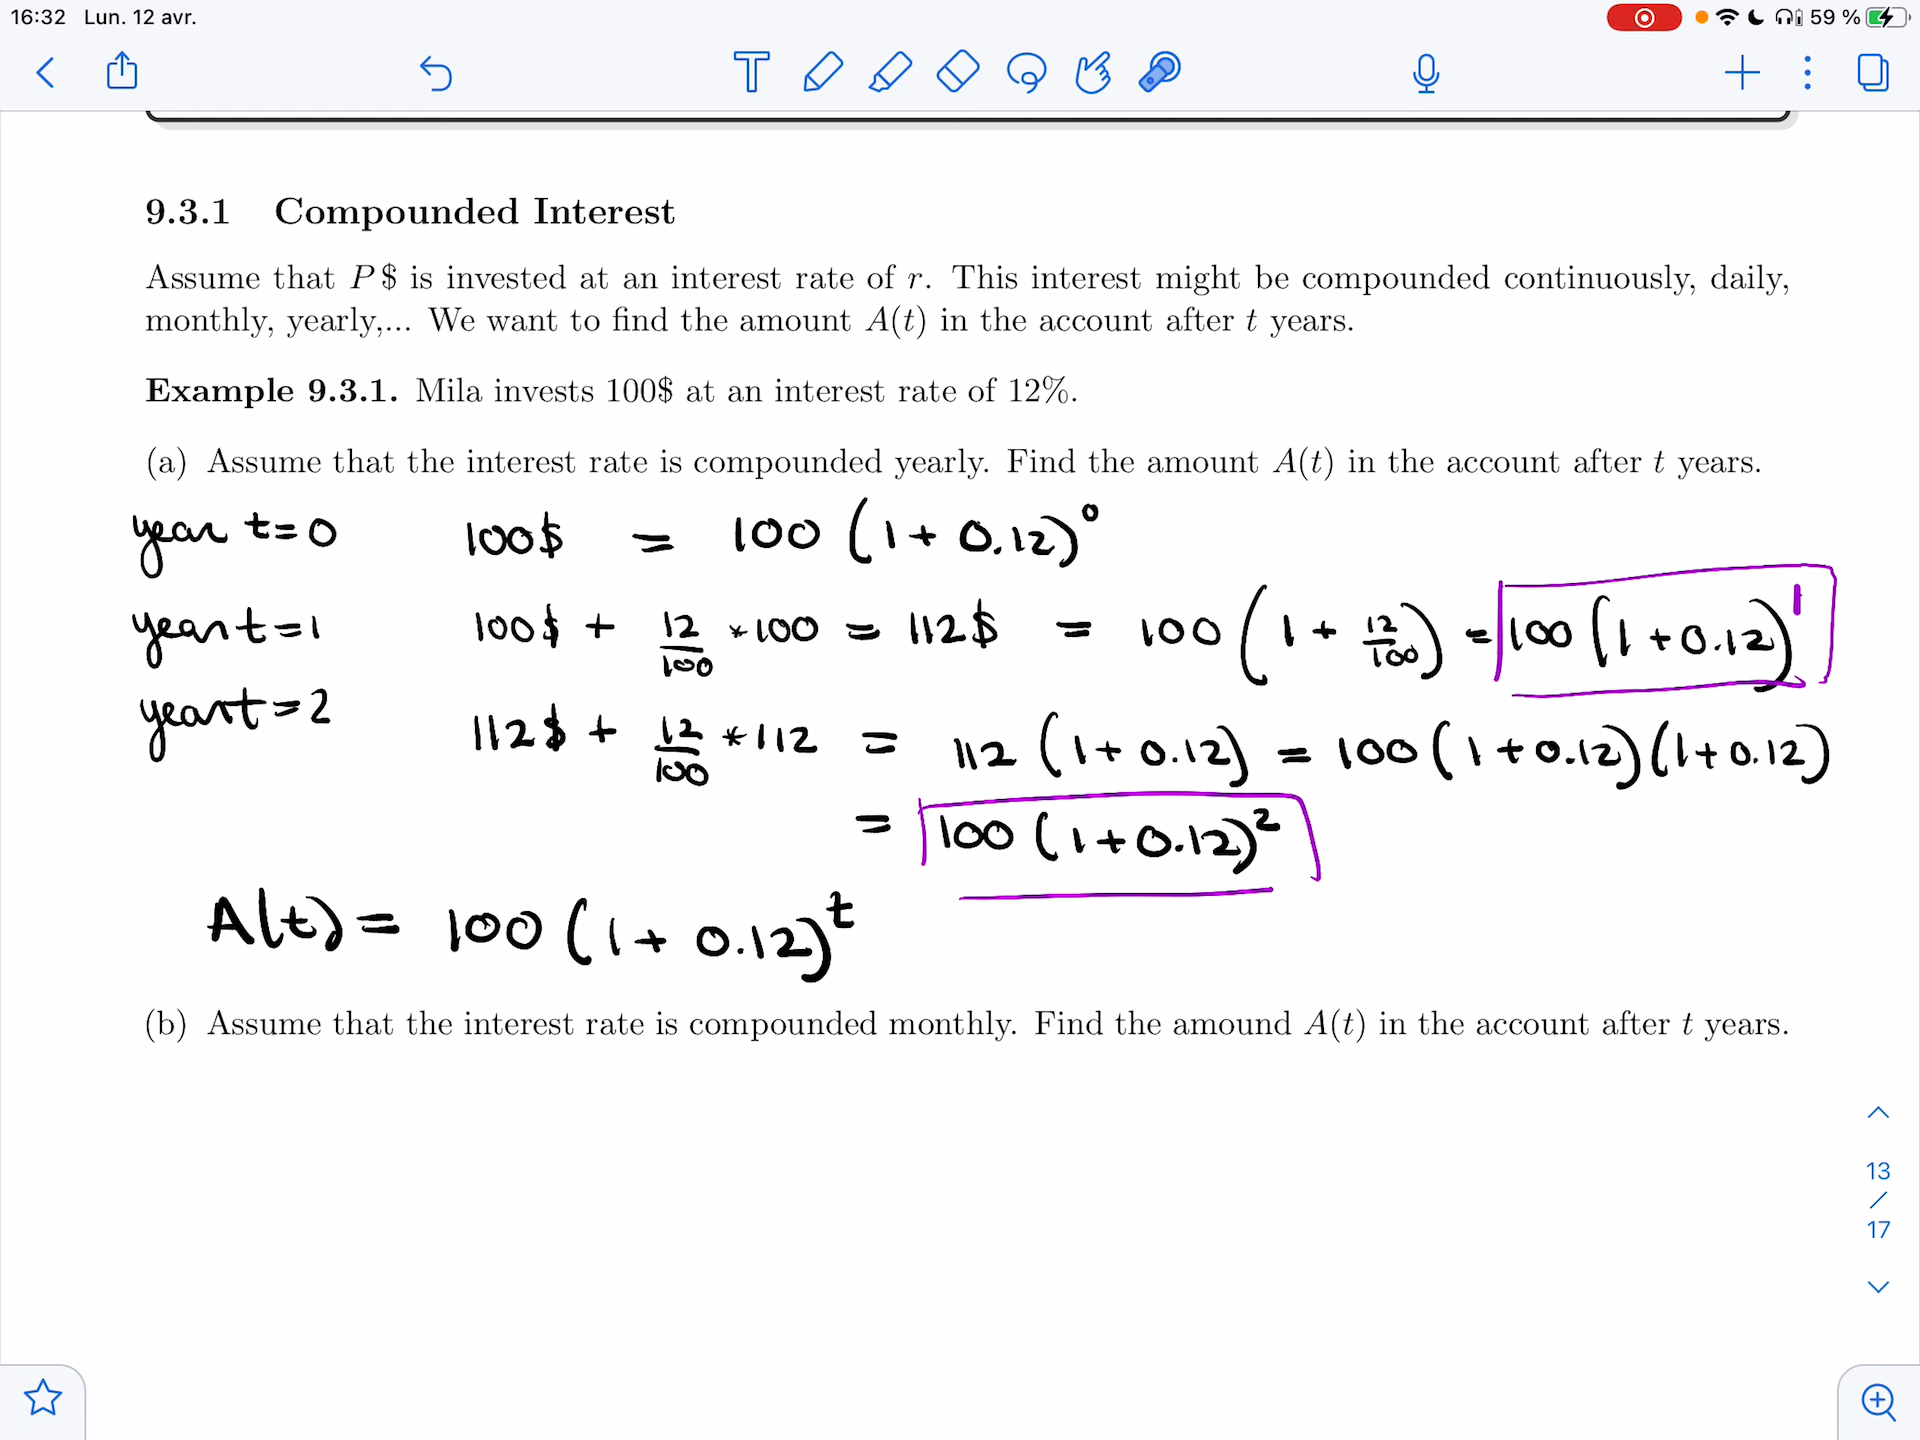 16:32 Lun. 12 avr. 59 %
9.3.1 Compounded Interest
Assume that P$ is invested at an interest rate of r. This interest might be compounded continuously, daily,
monthly, yearly,... We want to find the amount A(t) in the account after t years.
Example 9.3.1. Mila invests 100$ at an interest rate of 12%.
(a) Assume that the interest rate is compounded yearly. Find the amount A(t) in the account after t years.
year t=0 100$ = 100 (1+ 0.12)⁰
year t=1 100$ + 12/100 *100 = 112$ = 100 (1 + 12/100) = 100 (1+0.12)¹
year t=2 112$ + 12/100 *112 = 112 (1+0.12) = 100 (1+0.12)(1+0.12)
= 100 (1+0.12)²
A(t) = 100 (1+ 0.12)ᵗ
(b) Assume that the interest rate is compounded monthly. Find the amound A(t) in the account after t years.
13
/
17